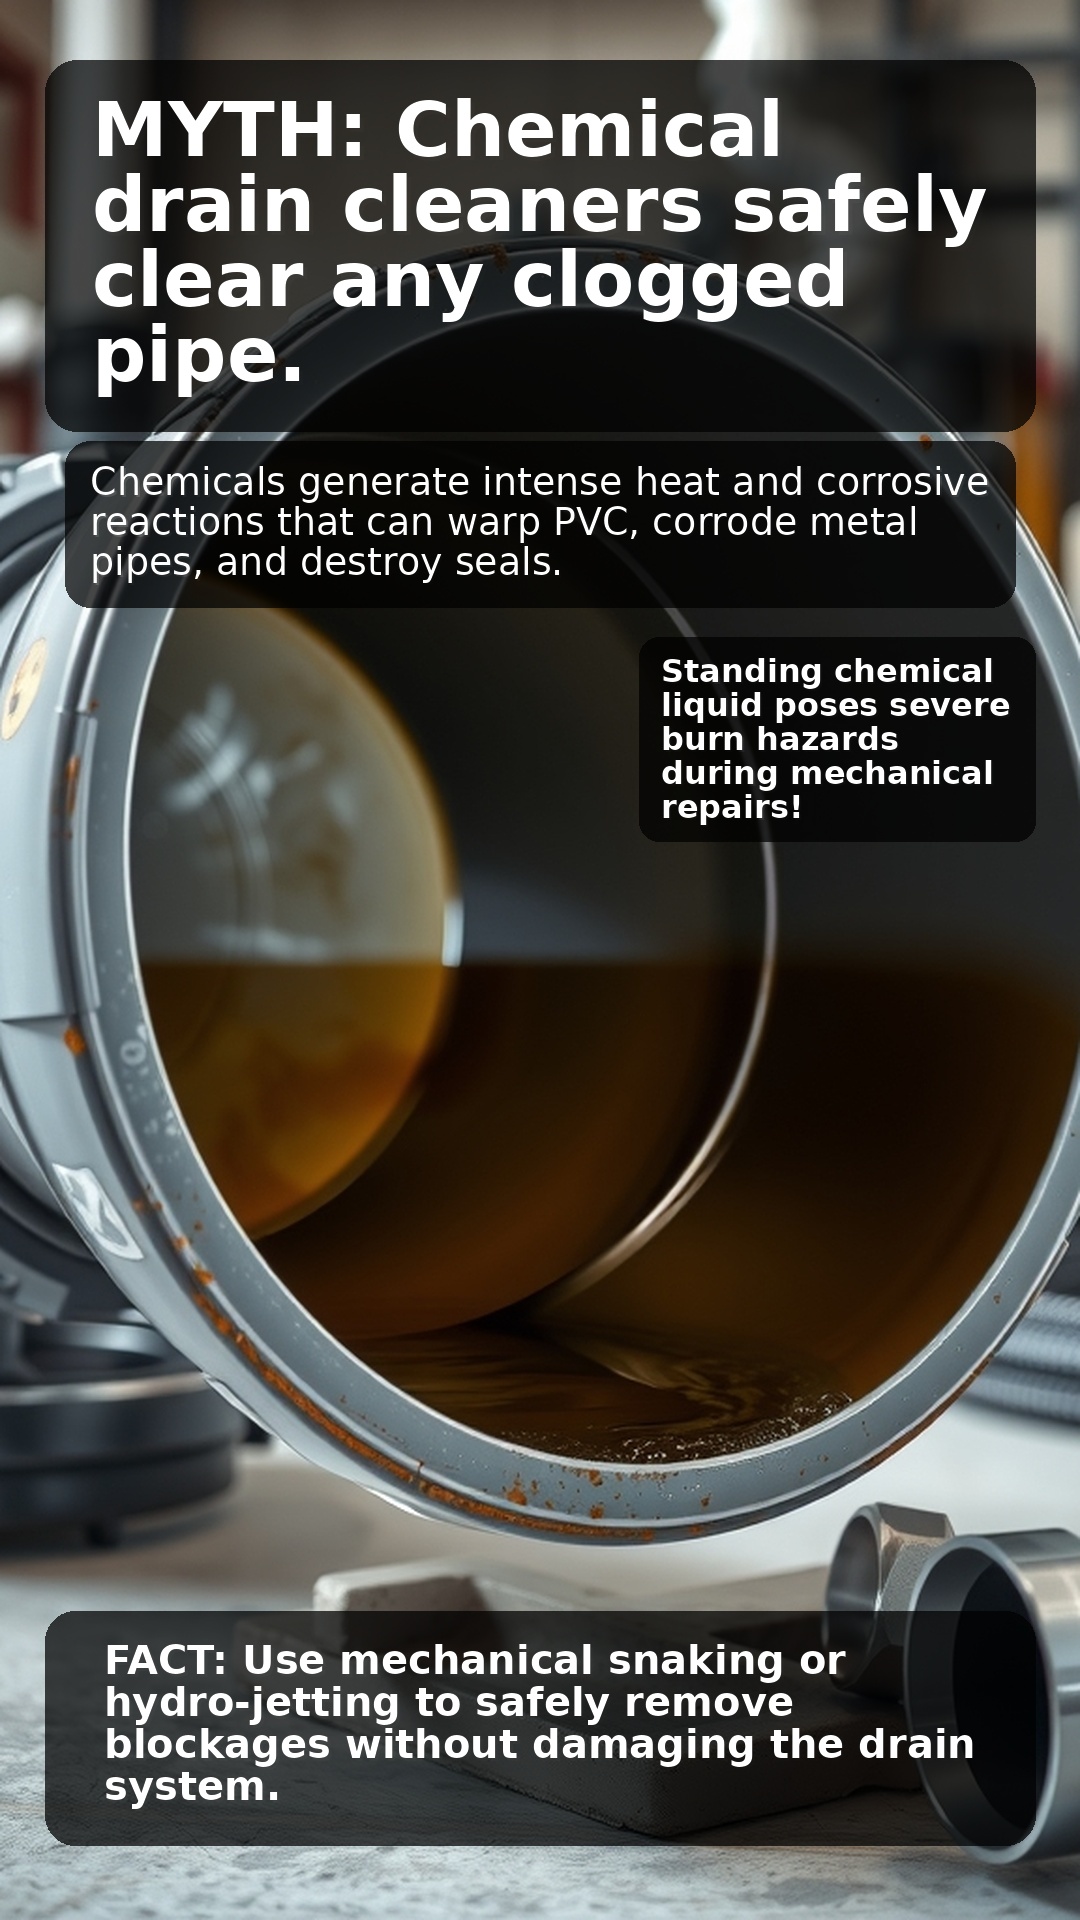 MYTH: Chemical
drain cleaners safely
clear any clogged
pipe.
Chemicals generate intense heat and corrosive
reactions that can warp PVC, corrode metal
pipes, and destroy seals.
Standing chemical
liquid poses severe
burn hazards
during mechanical
repairs!
FACT: Use mechanical snaking or
hydro-jetting to safely remove
blockages without damaging the drain
system.